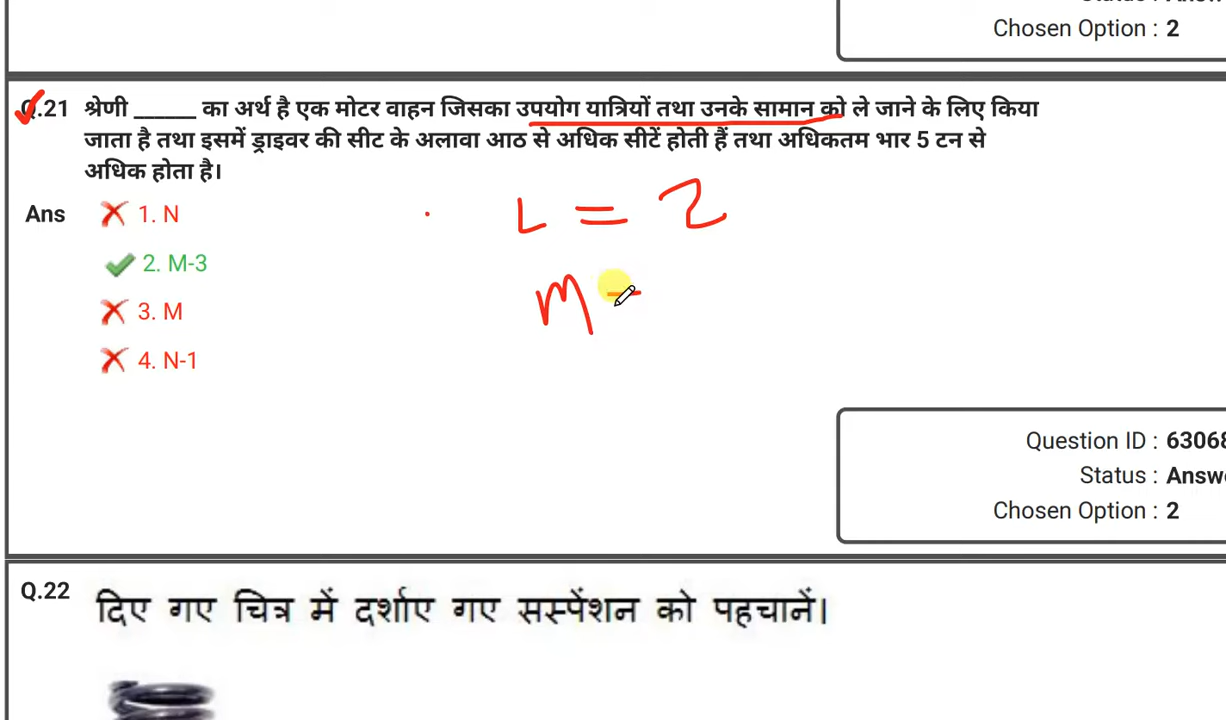 Chosen Option : 2
Q.21 श्रेणी ______ का अर्थ है एक मोटर वाहन जिसका उपयोग यात्रियों तथा उनके सामान को ले जाने के लिए किया
जाता है तथा इसमें ड्राइवर की सीट के अलावा आठ से अधिक सीटें होती हैं तथा अधिकतम भार 5 टन से
अधिक होता है।
Ans 1. N
2. M-3
3. M
4. N-1
L = 2
M =
Question ID : 6306
Status :
Chosen Option : 2
Q.22 दिए गए चित्र में दर्शाए गए सस्पेंशन को पहचानें।